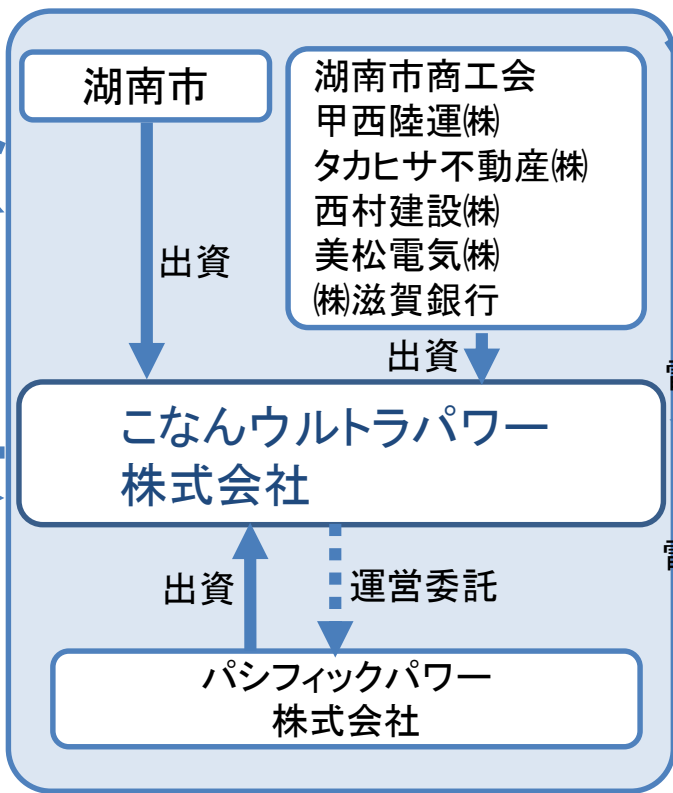 湖南市
湖南市商工会
甲西陸運㈱
タカヒサ不動産㈱
西村建設㈱
美松電気㈱
㈱滋賀銀行
出資
出資
こなんウルトラパワー
株式会社
出資
運営委託
パシフィックパワー
株式会社